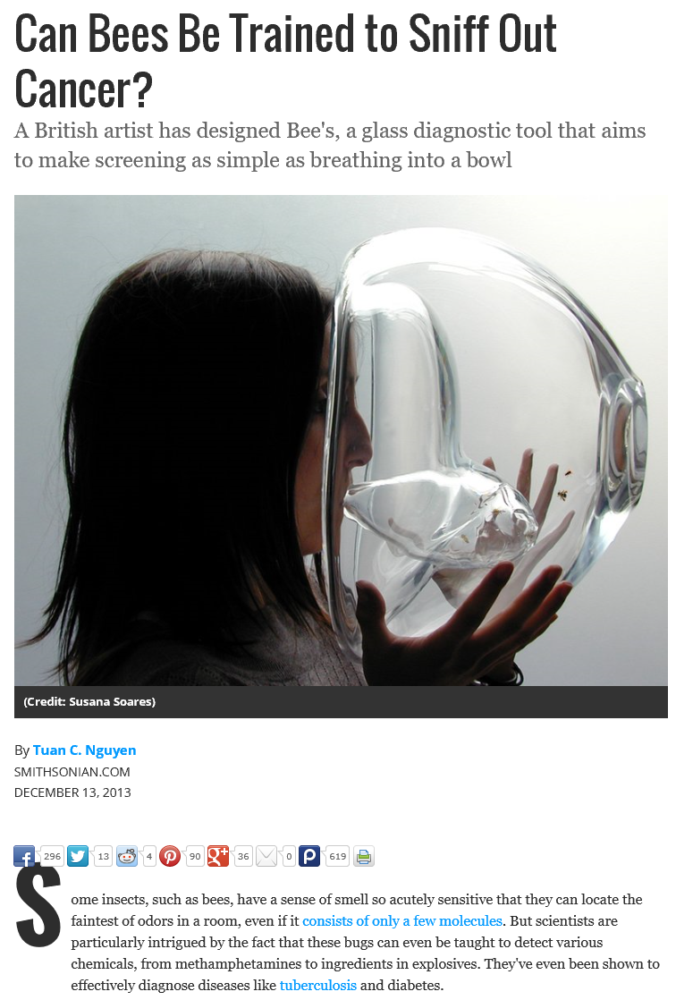 Can Bees Be Trained to Sniff Out
Cancer?
A British artist has designed Bee's, a glass diagnostic tool that aims
to make screening as simple as breathing into a bowl
(Credit: Susana Soares)
By Tuan C. Nguyen
SMITHSONIAN.COM
DECEMBER 13, 2013
296 13 4 90 36 0 619
Some insects, such as bees, have a sense of smell so acutely sensitive that they can locate the
faintest of odors in a room, even if it consists of only a few molecules. But scientists are
particularly intrigued by the fact that these bugs can even be taught to detect various
chemicals, from methamphetamines to ingredients in explosives. They've even been shown to
effectively diagnose diseases like tuberculosis and diabetes.